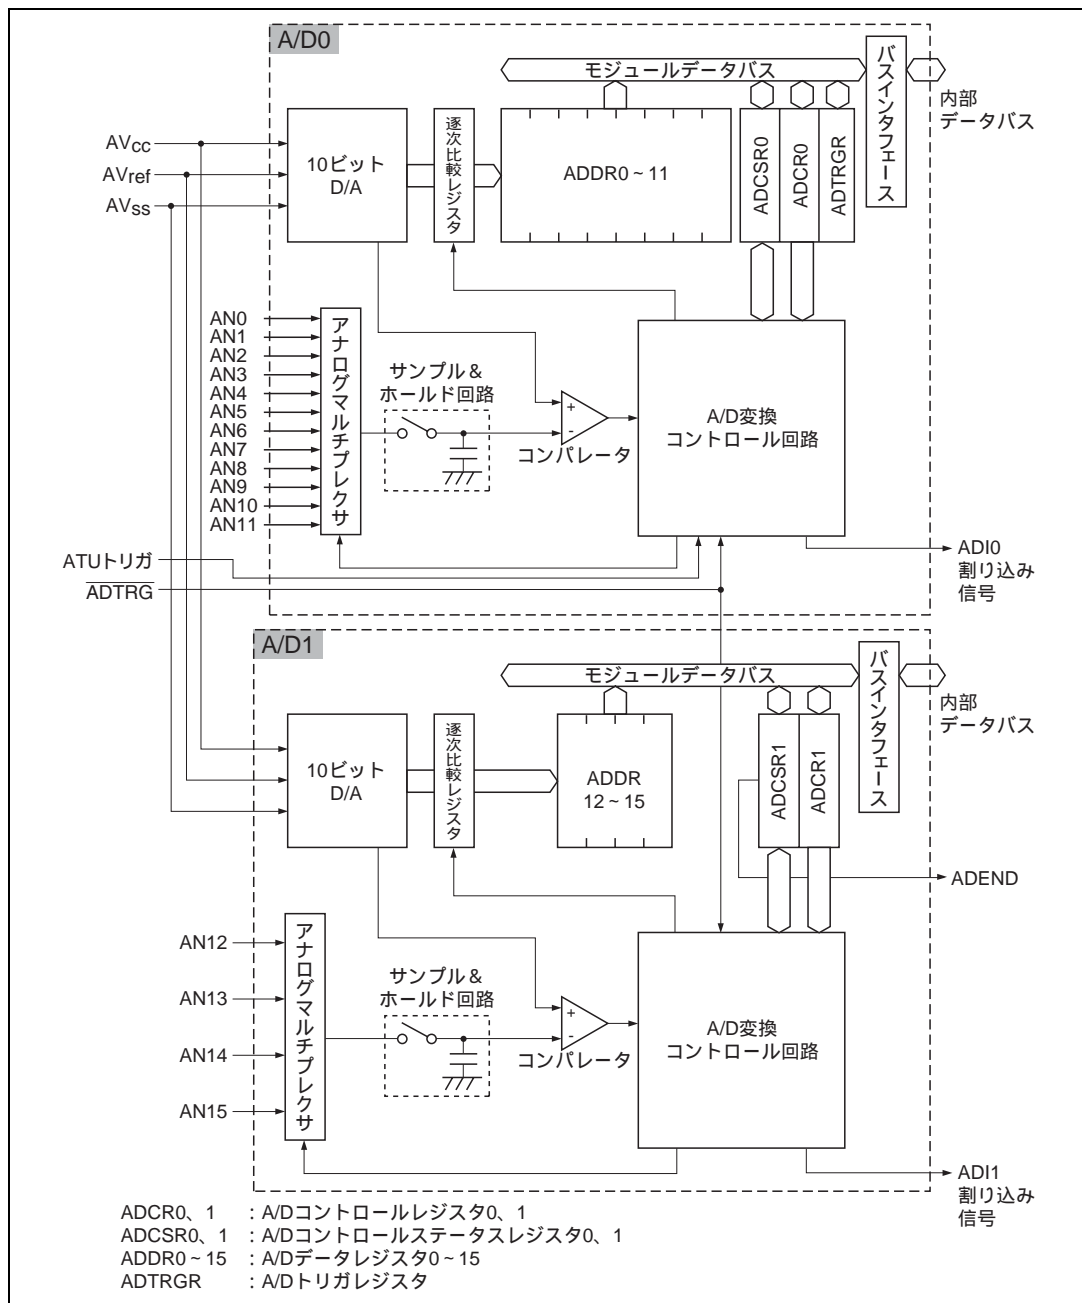 A/D0
モジュールデータバス
バスインタフェース
内部
データバス
AVcc
AVref
AVss
10ビット
D/A
逐次比較レジスタ
ADDR0～11
ADCSR0
ADCR0
ADTRGR
AN0
AN1
AN2
AN3
AN4
AN5
AN6
AN7
AN8
AN9
AN10
AN11
アナログマルチプレクサ
サンプル＆
ホールド回路
+
-
コンパレータ
A/D変換
コントロール回路
ATUトリガ
ADTRG
ADI0
割り込み
信号
A/D1
モジュールデータバス
バスインタフェース
内部
データバス
10ビット
D/A
逐次比較レジスタ
ADDR
12～15
ADCSR1
ADCR1
ADEND
AN12
AN13
AN14
AN15
アナログマルチプレクサ
サンプル＆
ホールド回路
+
-
コンパレータ
A/D変換
コントロール回路
ADI1
割り込み
信号
ADCR0、1 ：A/Dコントロールレジスタ0、1
ADCSR0、1 ：A/Dコントロールステータスレジスタ0、1
ADDR0～15 ：A/Dデータレジスタ0～15
ADTRGR ：A/Dトリガレジスタ